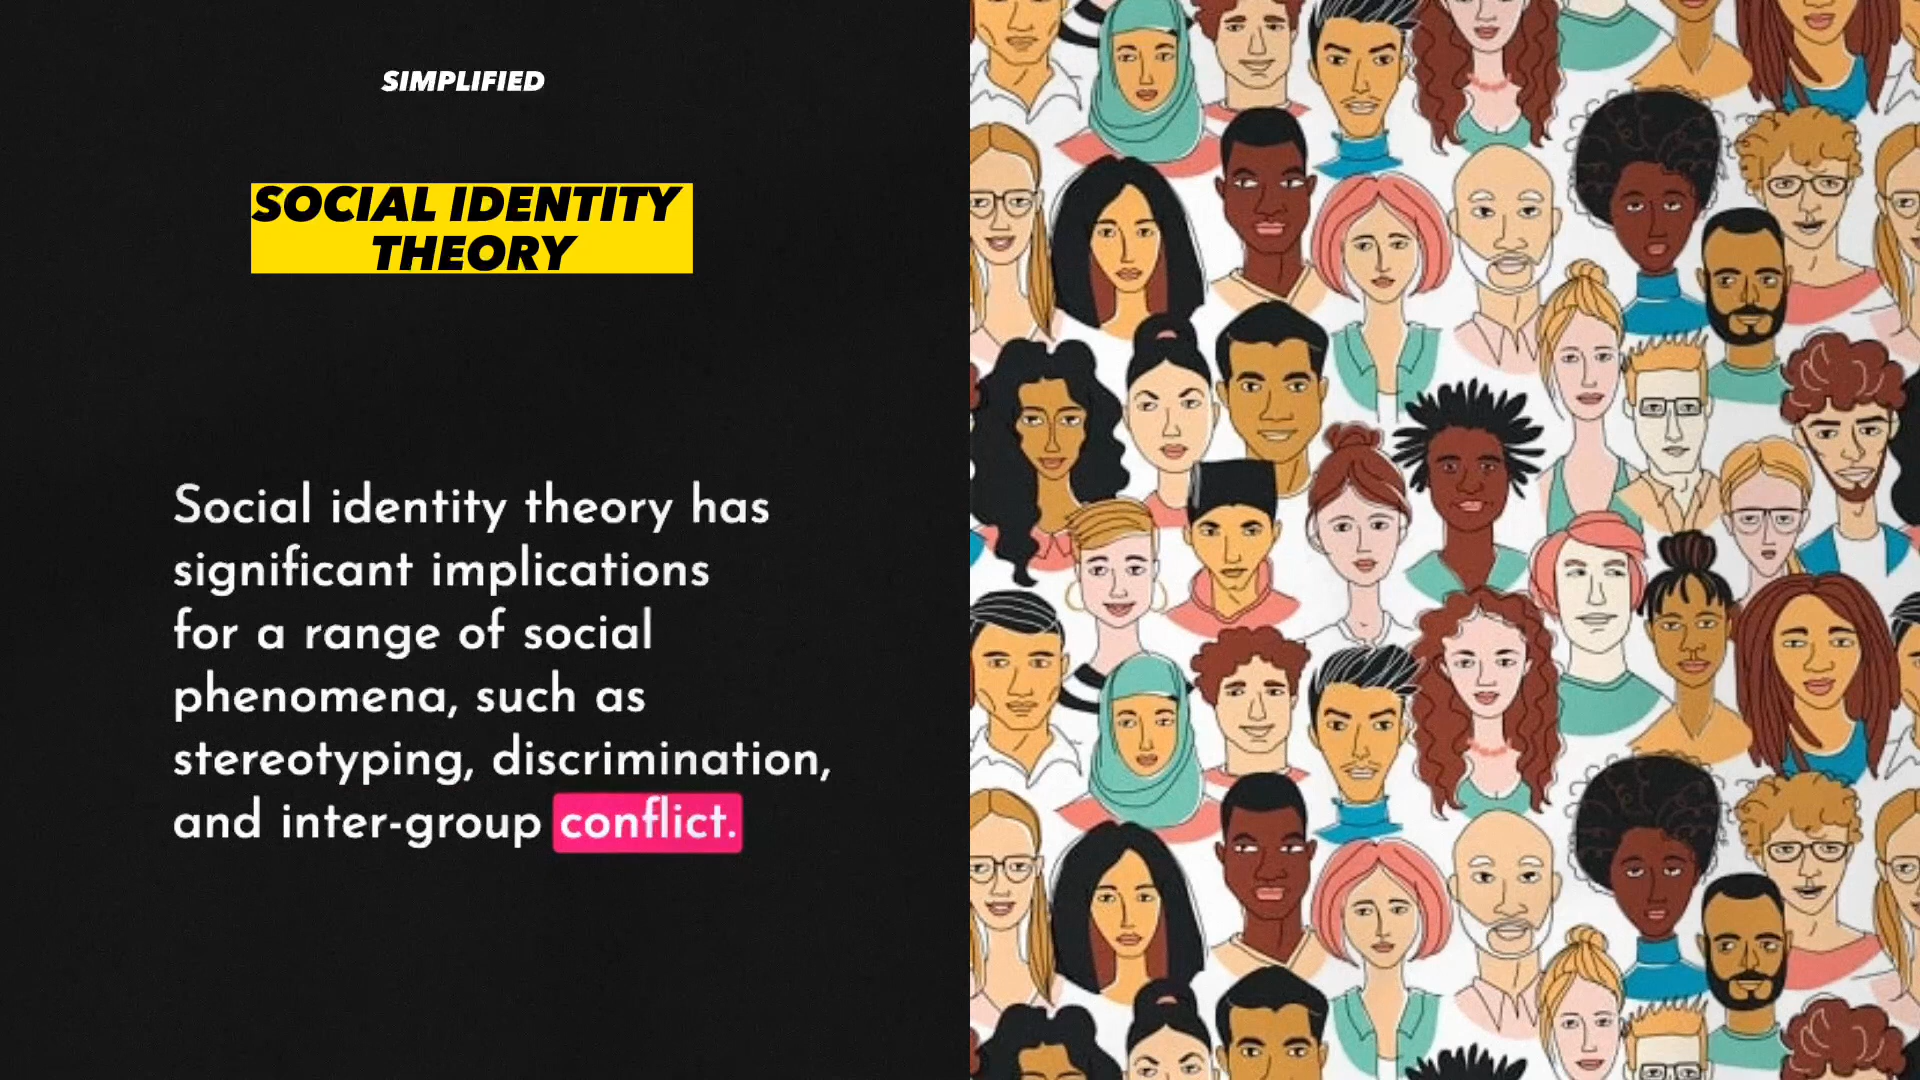 SIMPLIFIED
SOCIAL IDENTITY
THEORY
Social identity theory has
significant implications
for a range of social
phenomena, such as
stereotyping, discrimination,
and inter-group conflict.